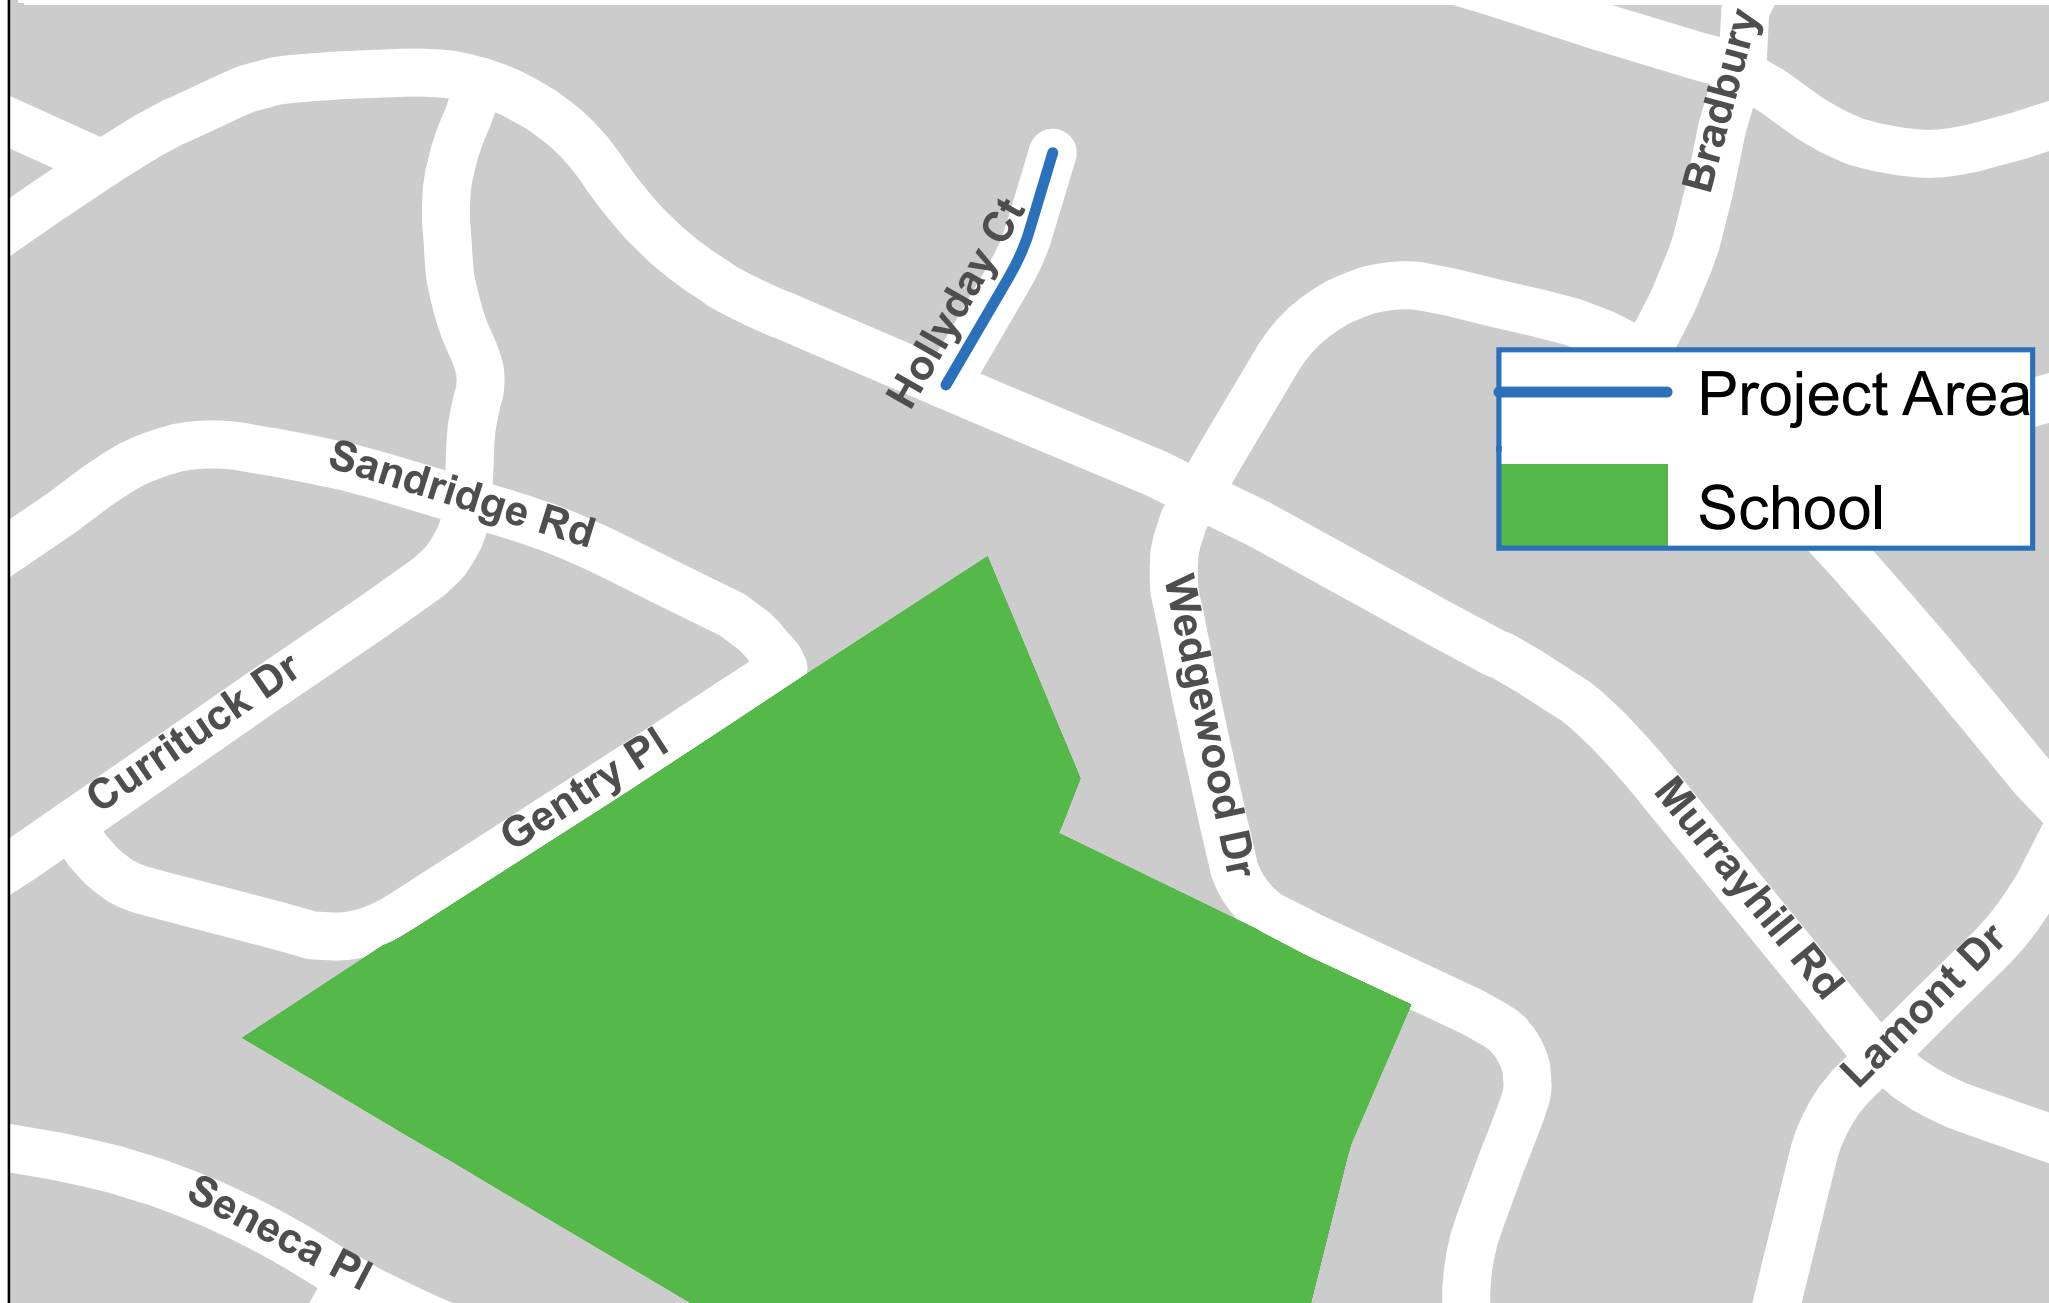 Bradbury
Hollyday Ct
Project Area
School
Sandridge Rd
Wedgewood Dr
Currituck Dr
Gentry Pl
Murrayhill Rd
Lamont Dr
Seneca Pl